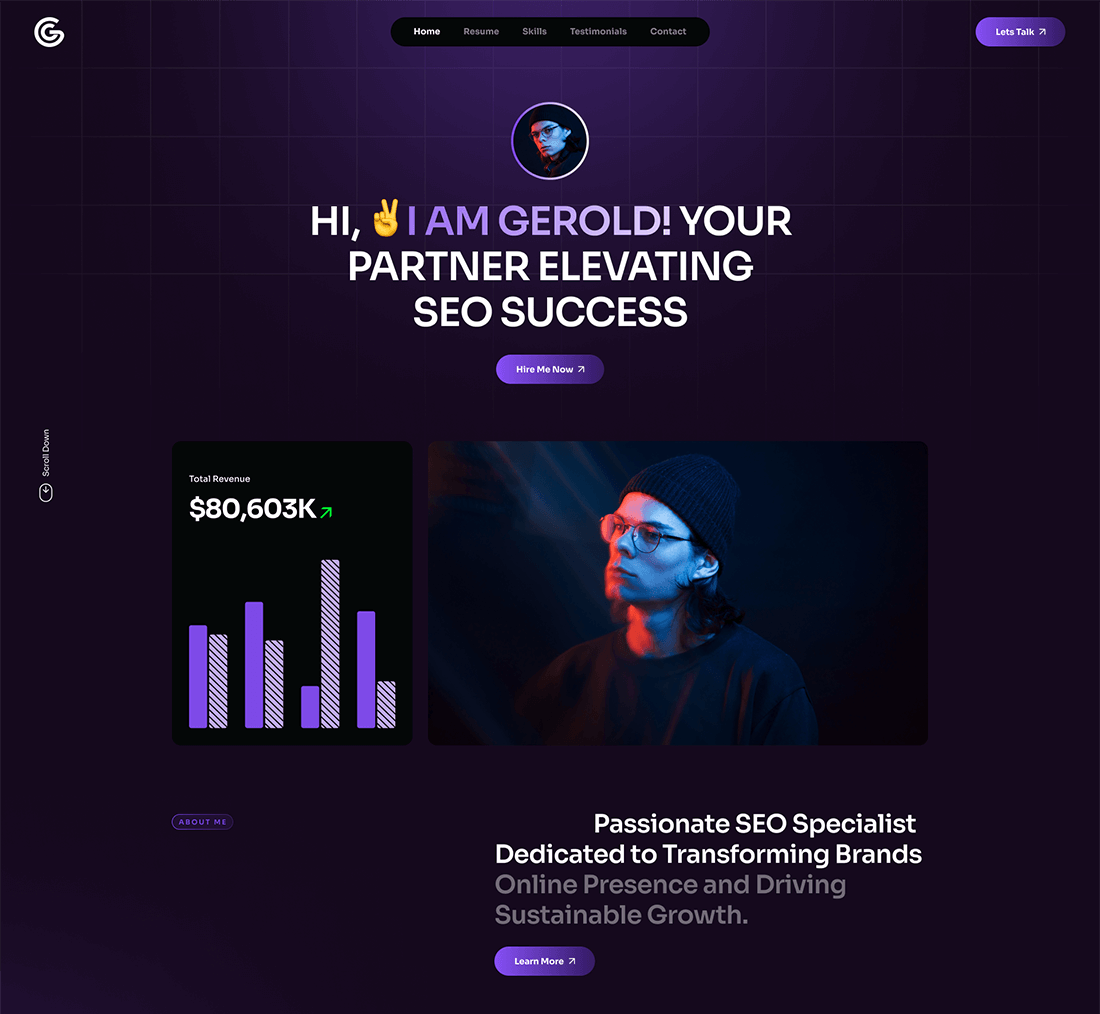 Home Resume Skills Testimonials Contact
Lets Talk
HI, ✌️ I AM GEROLD! YOUR
PARTNER ELEVATING
SEO SUCCESS
Hire Me Now
Scroll Down
Total Revenue
$80,603K
ABOUT ME
Passionate SEO Specialist
Dedicated to Transforming Brands
Online Presence and Driving
Sustainable Growth.
Learn More